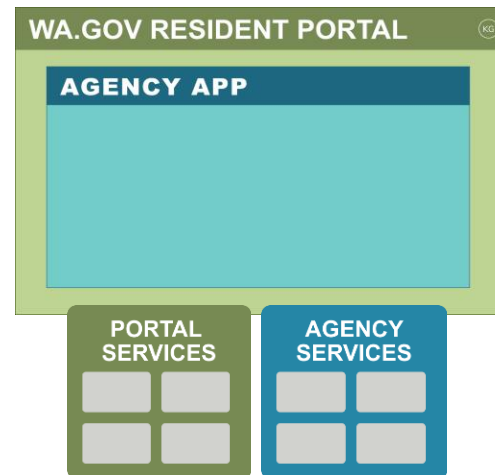 WA.GOV RESIDENT PORTAL
KG
AGENCY APP
PORTAL
SERVICES
AGENCY
SERVICES